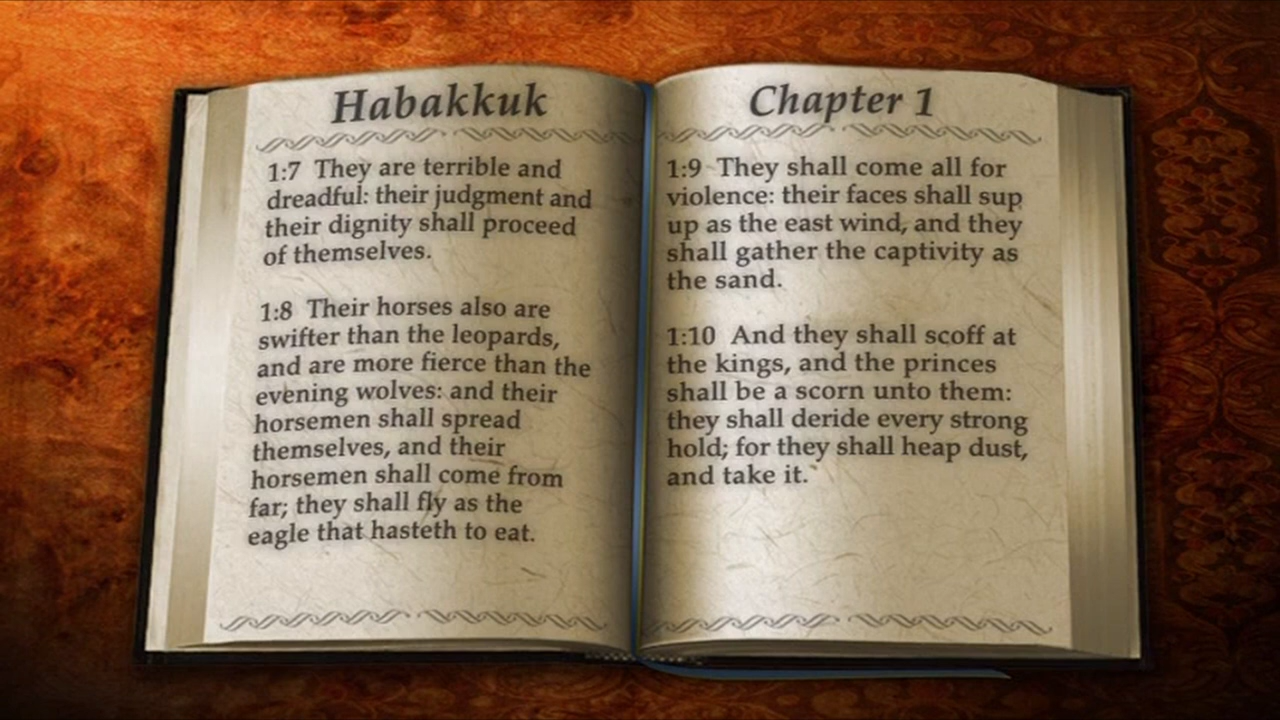 Habakkuk
1:7 They are terrible and
dreadful: their judgment and
their dignity shall proceed
of themselves.
1:8 Their horses also are
swifter than the leopards,
and are more fierce than the
evening wolves: and their
horsemen shall spread
themselves, and their
horsemen shall come from
far; they shall fly as the
eagle that hasteth to eat.
Chapter 1
1:9 They shall come all for
violence: their faces shall sup
up as the east wind, and they
shall gather the captivity as
the sand.
1:10 And they shall scoff at
the kings, and the princes
shall be a scorn unto them:
they shall deride every strong
hold; for they shall heap dust,
and take it.